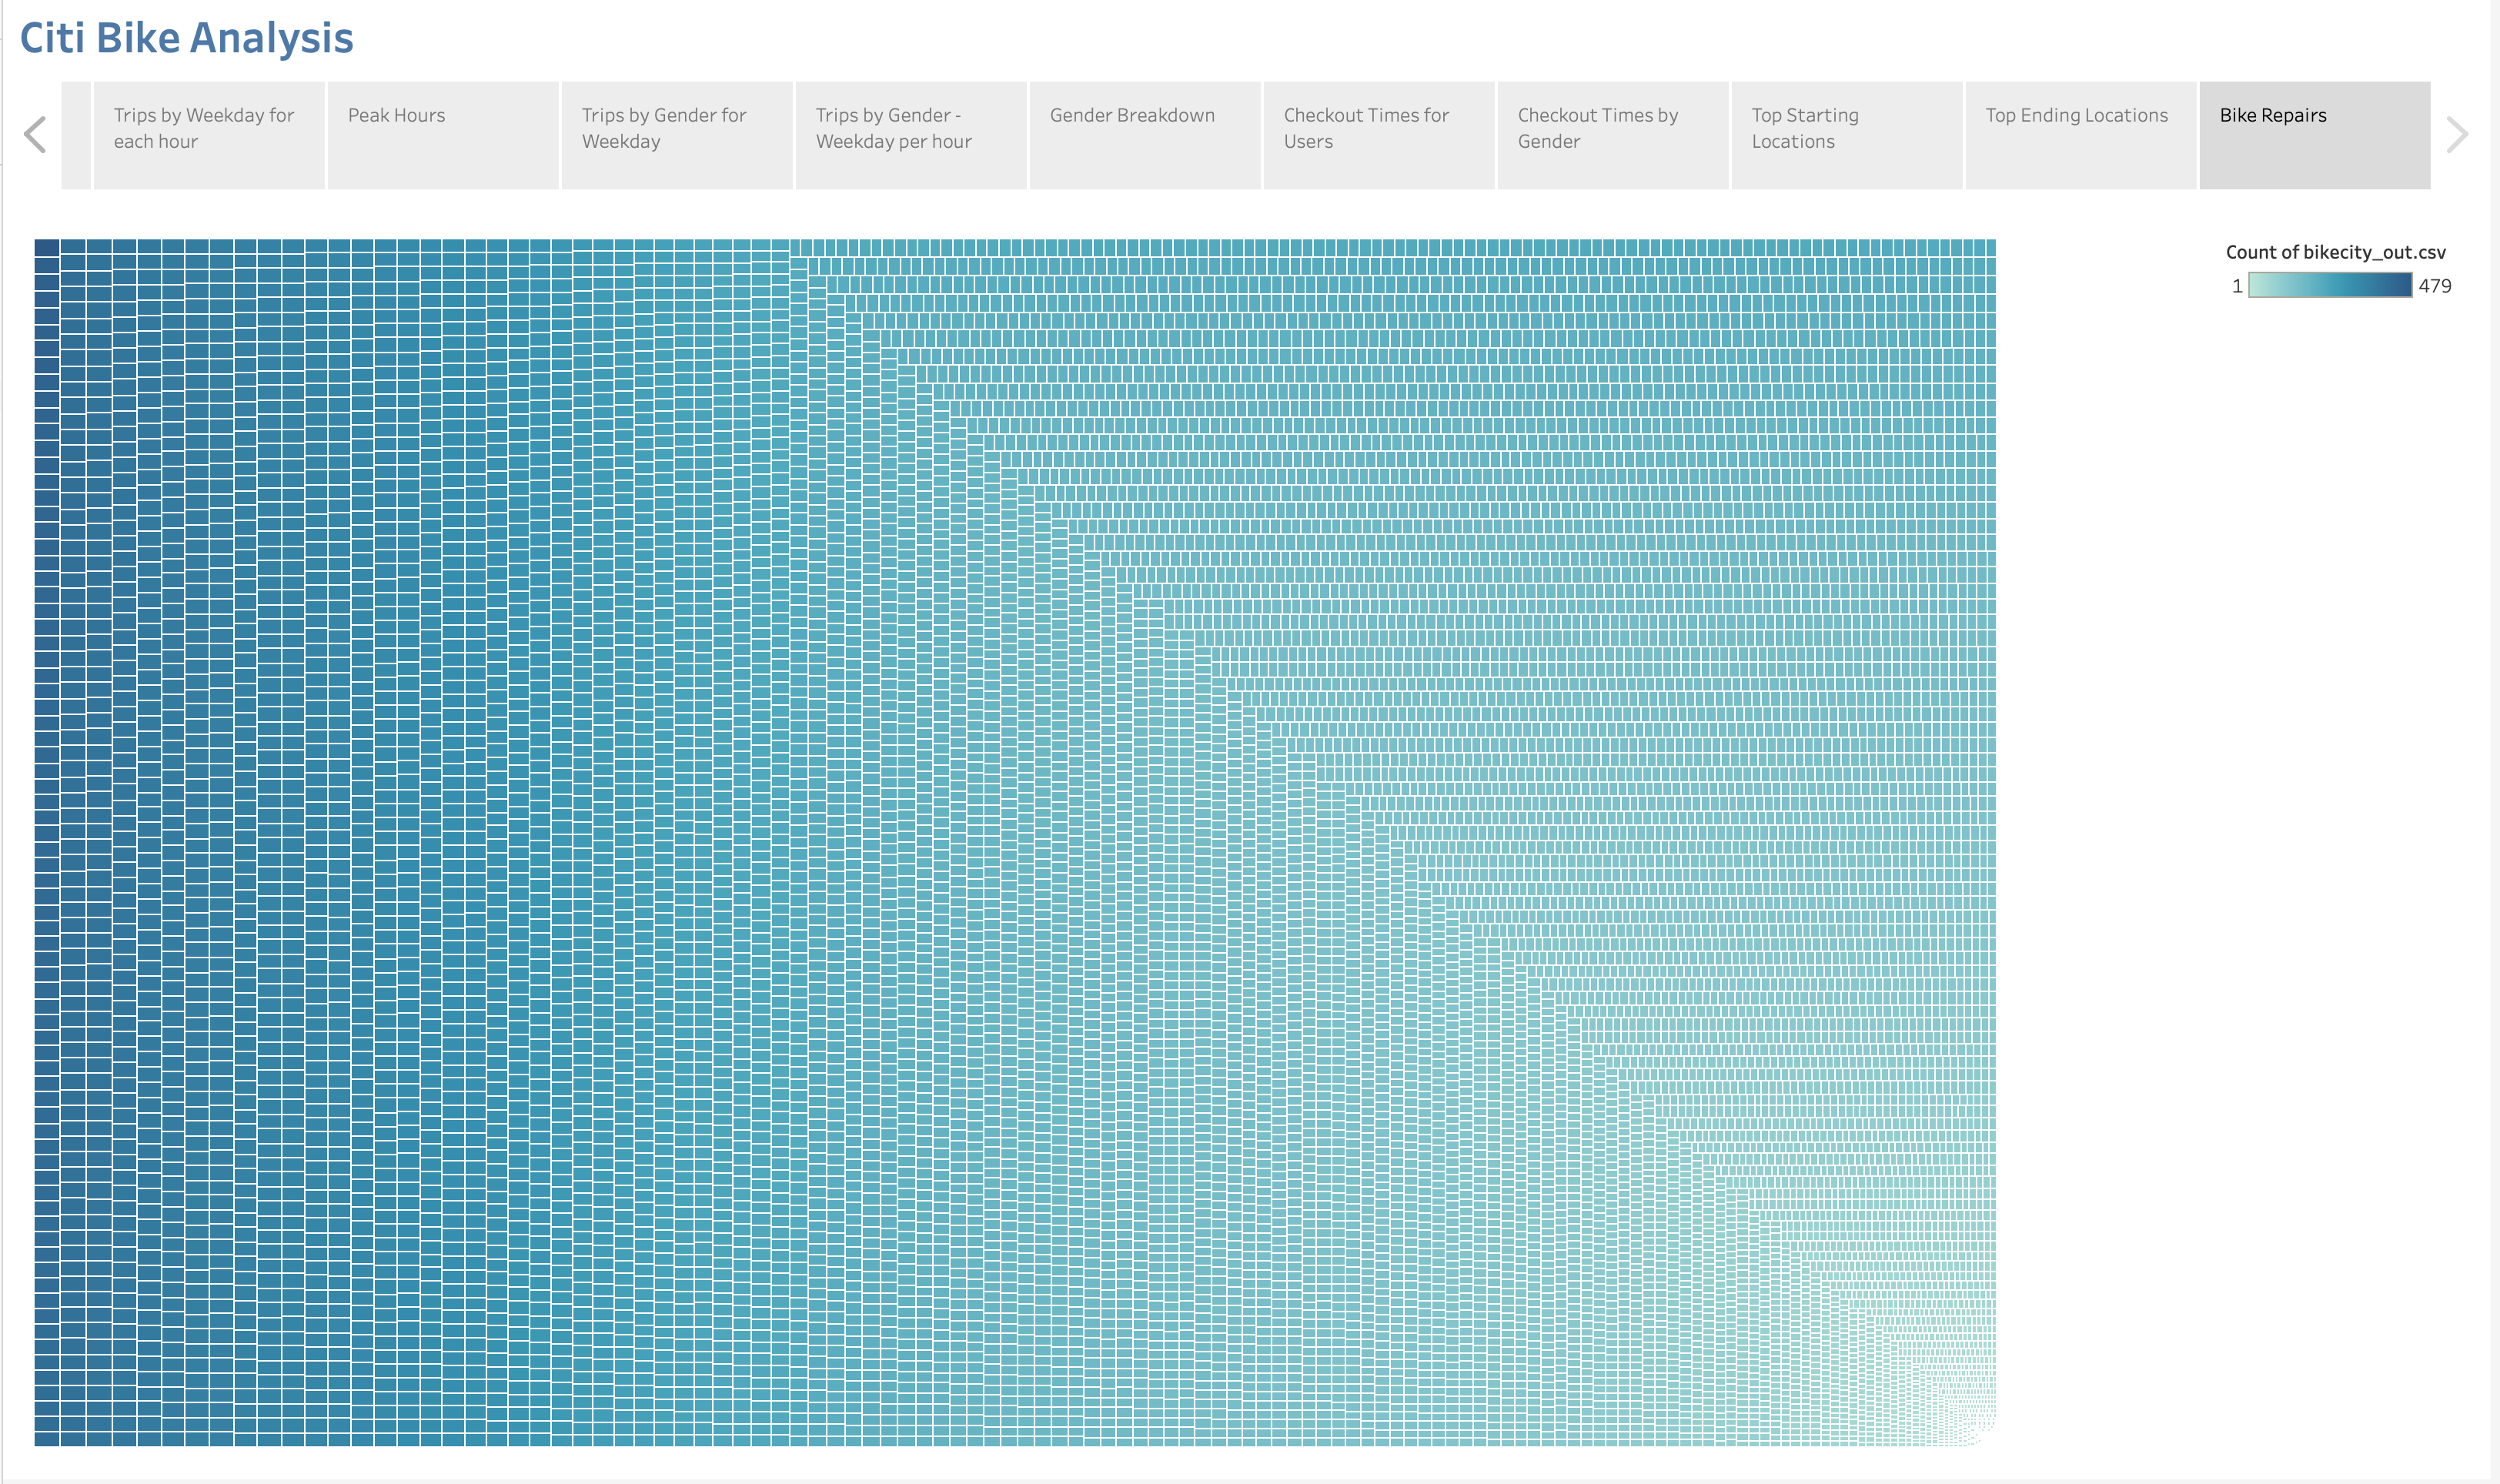 Citi Bike Analysis
Trips by Weekday for
each hour
Peak Hours
Trips by Gender for
Weekday
Trips by Gender -
Weekday per hour
Gender Breakdown
Checkout Times for
Users
Checkout Times by
Gender
Top Starting
Locations
Top Ending Locations
Bike Repairs
Count of bikecity_out.csv
1 479